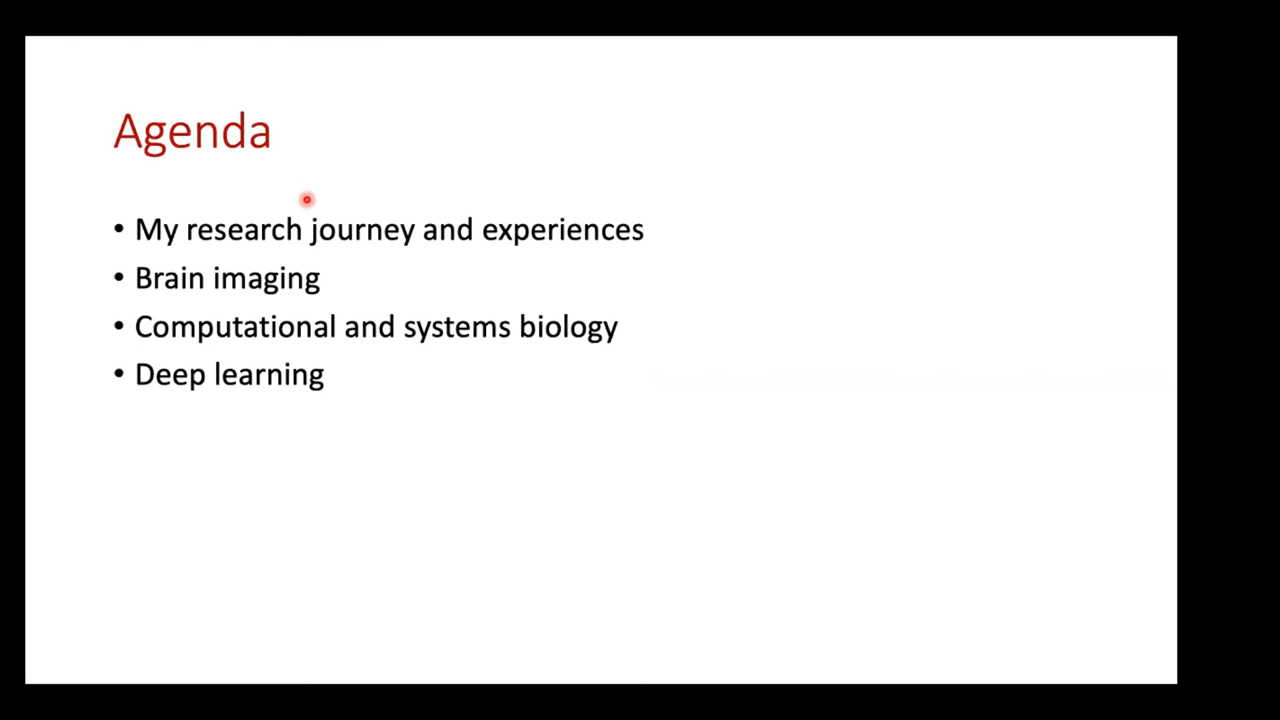 Agenda
• My research journey and experiences
• Brain imaging
• Computational and systems biology
• Deep learning